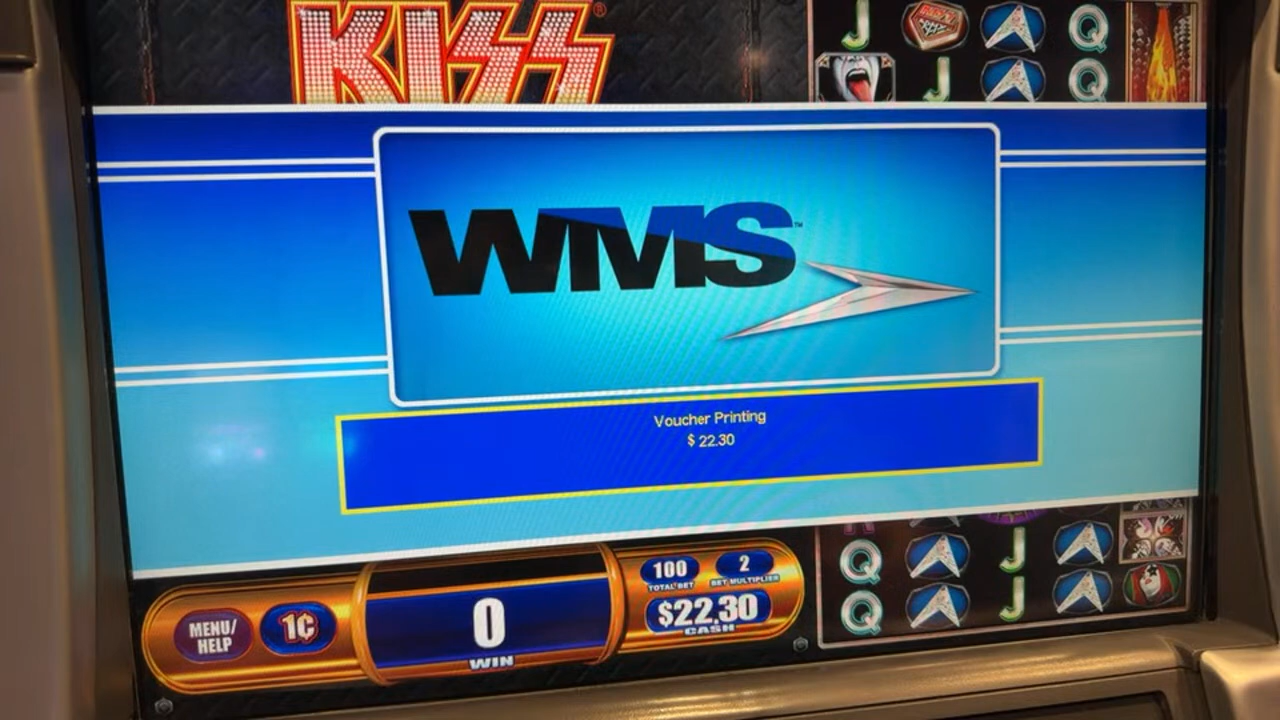 KISS®
J
Q
J
Q
WMS™
Voucher Printing
$ 22.30
MENU/
HELP
1¢
0
WIN
100
TOTAL BET
2
BET MULTIPLIER
$22.30
CASH
Q
J
Q
J